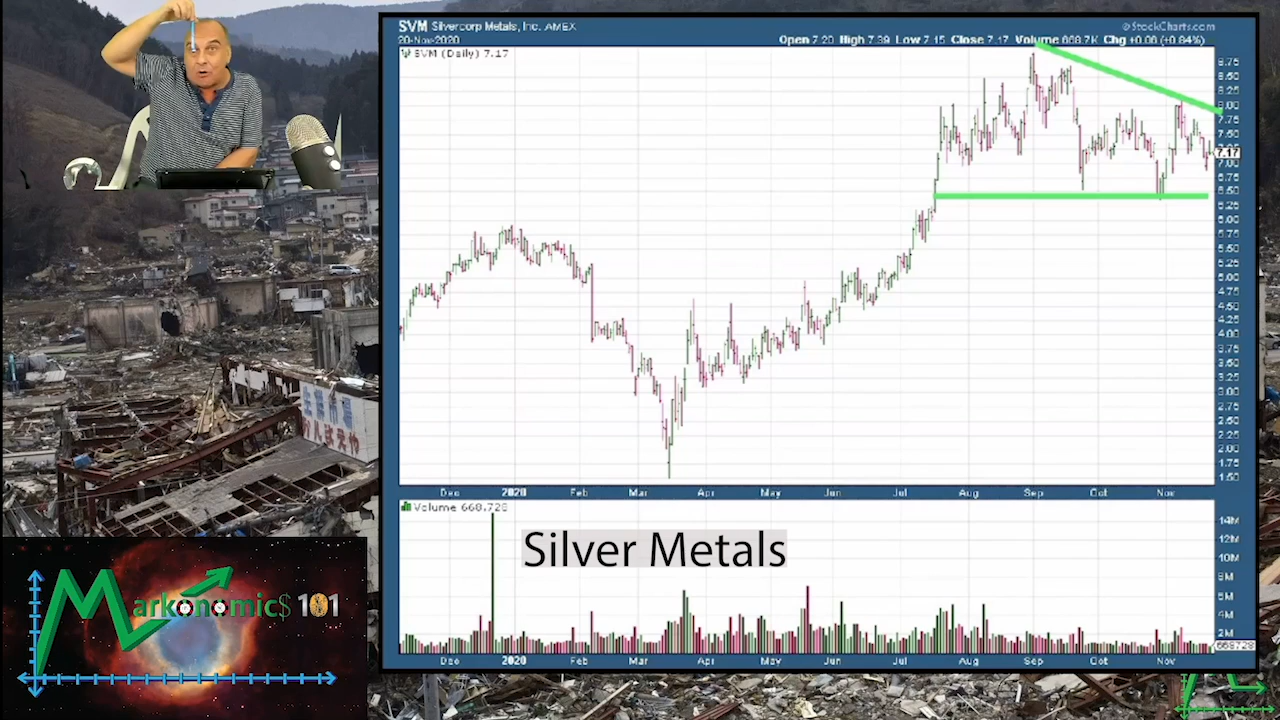 SVM Silvercorp Metals, Inc. AMEX
© StockCharts.com
20-Nov-2020
Open 7.20 High 7.39 Low 7.15 Close 7.17 Volume 668.7K Chg +0.06 (+0.84%)
SVM (Daily) 7.17
8.75
8.50
8.25
8.00
7.75
7.50
7.17
7.00
6.50
6.25
6.00
5.75
5.50
5.25
5.00
4.75
4.50
4.25
4.00
3.75
3.50
3.25
3.00
2.75
2.50
2.25
2.00
1.75
1.50
Dec 2020 Feb Mar Apr May Jun Jul Aug Sep Oct Nov
Volume 668,728
14M
12M
10M
8M
6M
4M
2M
668728
Silver Metals
Dec 2020 Feb Mar Apr May Jun Jul Aug Sep Oct Nov
Markonomic$ 101